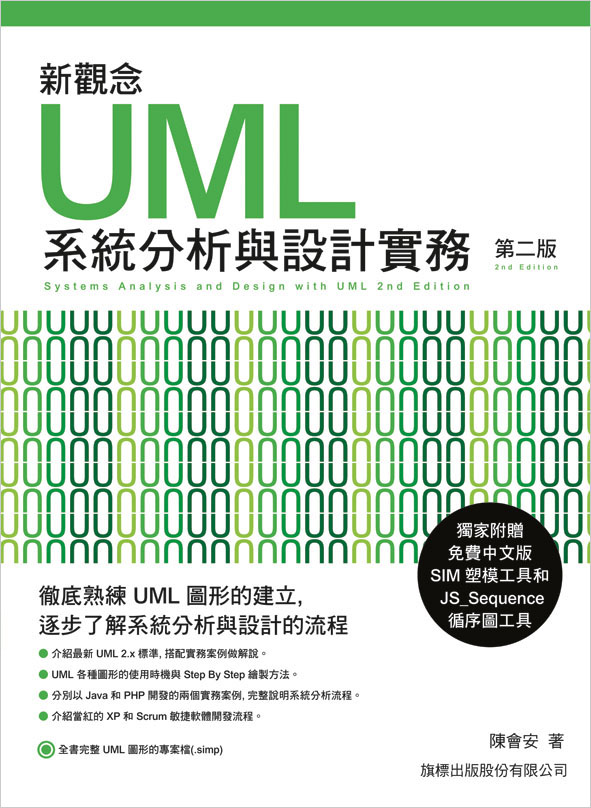 新觀念
UML
系統分析與設計實務 第二版
2nd Edition
Systems Analysis and Design with UML 2nd Edition
獨家附贈
免費中文版
SIM 塑模工具和
JS_Sequence
循序圖工具
徹底熟練 UML 圖形的建立,
逐步了解系統分析與設計的流程
介紹最新 UML 2.x 標準, 搭配實務案例做解說。
UML 各種圖形的使用時機與 Step By Step 繪製方法。
分別以 Java 和 PHP 開發的兩個實務案例, 完整說明系統分析流程。
介紹當紅的 XP 和 Scrum 敏捷軟體開發流程。
全書完整 UML 圖形的專案檔(.simp)
陳會安 著
旗標出版股份有限公司